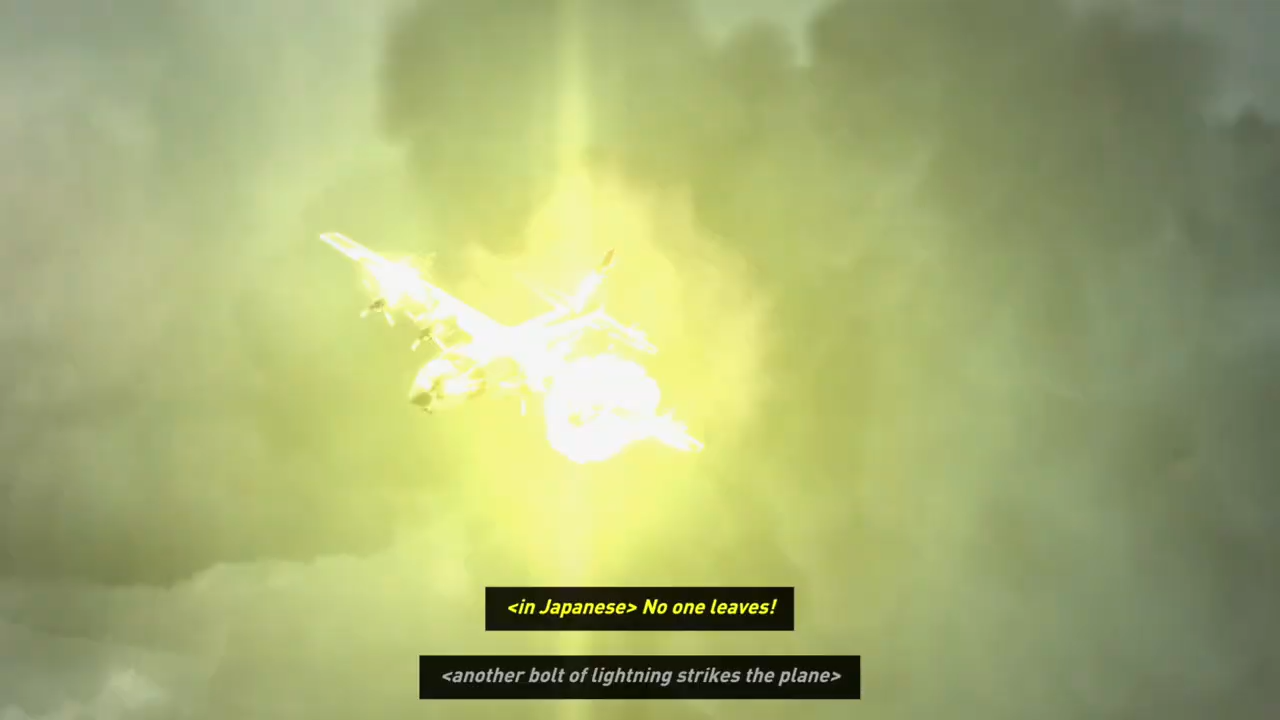 <in Japanese> No one leaves!
<another bolt of lightning strikes the plane>